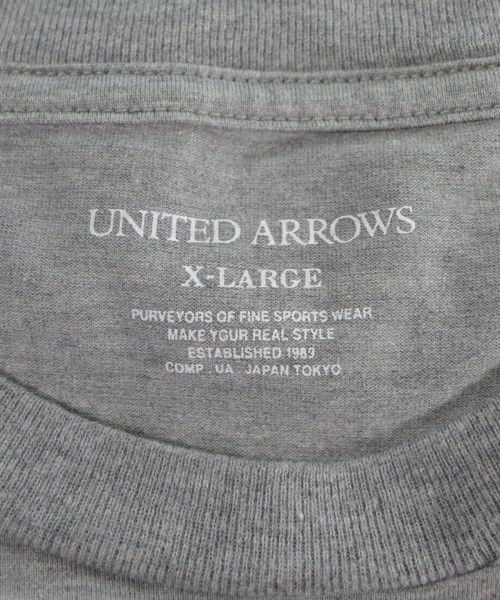 UNITED ARROWS
X-LARGE
PURVEYORS OF FINE SPORTS WEAR
MAKE YOUR REAL STYLE
ESTABLISHED 1989
COMP : UA . JAPAN TOKYO